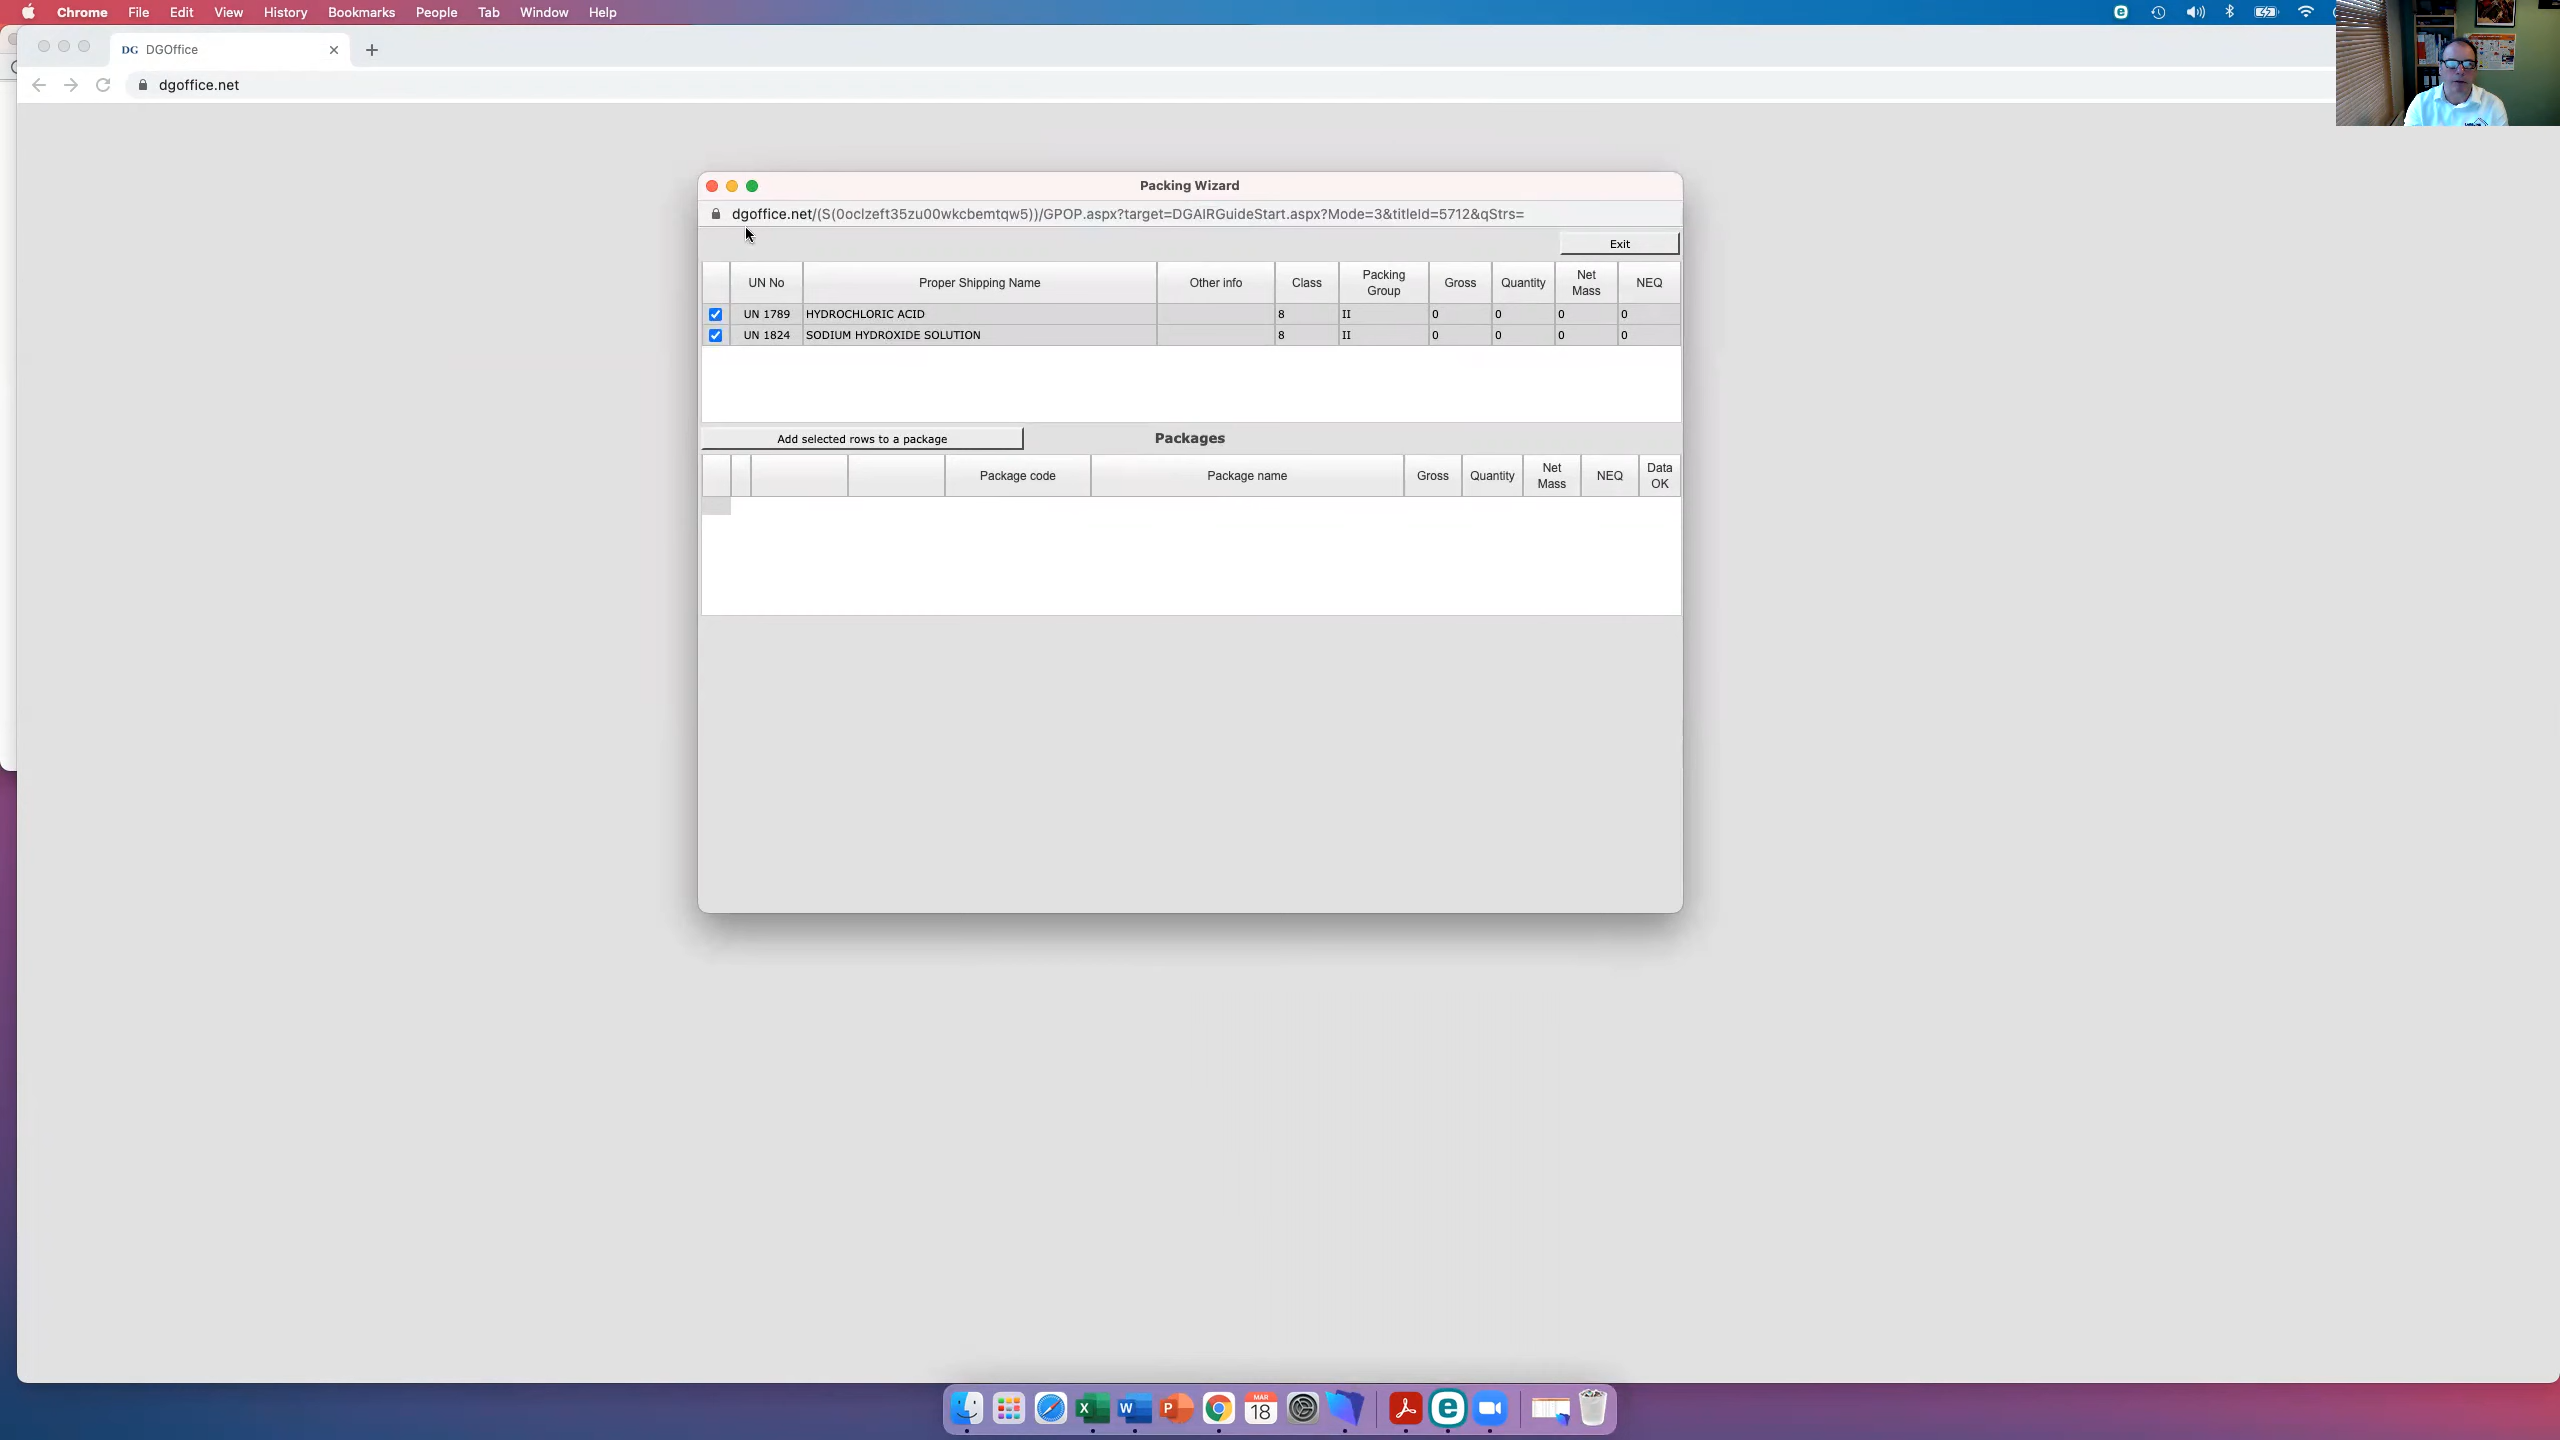 Chrome File Edit View History Bookmarks People Tab Window Help
DG DGOffice
dgoffice.net
Packing Wizard
dgoffice.net/(S(0oclzeft35zu00wkcbemtqw5))/GPOP.aspx?target=DGAIRGuideStart.aspx?Mode=3&titleId=5712&qStrs=
Exit
UN No Proper Shipping Name Other info Class Packing Group Gross Quantity Net Mass NEQ
UN 1789 HYDROCHLORIC ACID 8 II 0 0 0 0
UN 1824 SODIUM HYDROXIDE SOLUTION 8 II 0 0 0 0
Add selected rows to a package Packages
Package code Package name Gross Quantity Net Mass NEQ Data OK
MAR
18